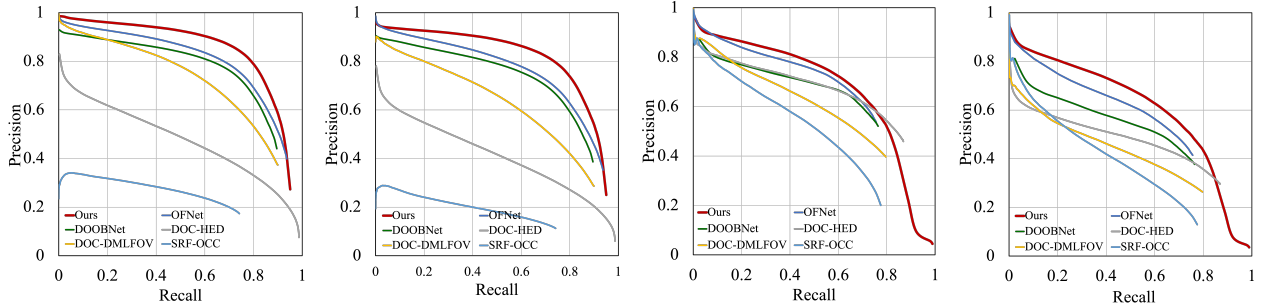 1
0.8
0.6
0.4
0.2
0
Precision
0 0.2 0.4 0.6 0.8 1
Recall
Ours OFNet
DOOBNet DOC-HED
DOC-DMLFOV SRF-OCC
1
0.8
0.6
0.4
0.2
0
Precision
0 0.2 0.4 0.6 0.8 1
Recall
Ours OFNet
DOOBNet DOC-HED
DOC-DMLFOV SRF-OCC
1
0.8
0.6
0.4
0.2
0
Precision
0 0.2 0.4 0.6 0.8 1
Recall
Ours OFNet
DOOBNet DOC-HED
DOC-DMLFOV SRF-OCC
1
0.8
0.6
0.4
0.2
0
Precision
0 0.2 0.4 0.6 0.8 1
Recall
Ours OFNet
DOOBNet DOC-HED
DOC-DMLFOV SRF-OCC